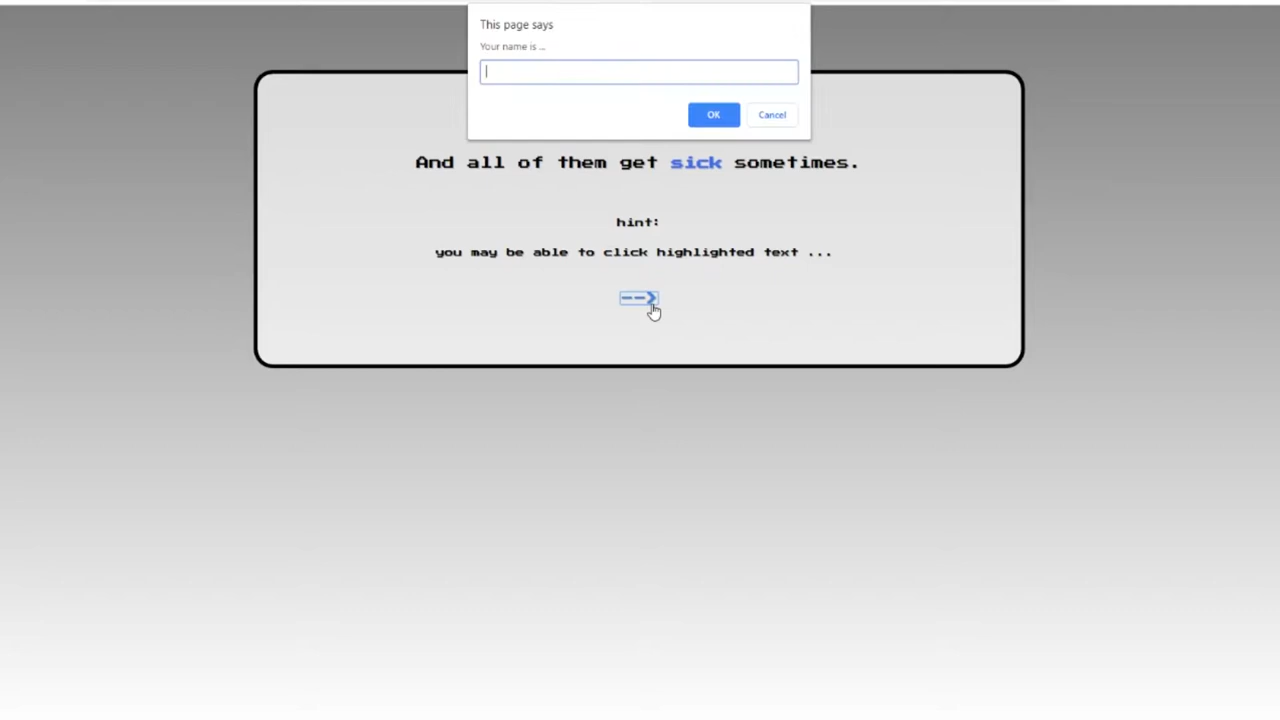 This page says
Your name is ...
OK
Cancel
And all of them get sick sometimes.
hint:
you may be able to click highlighted text ...
-->